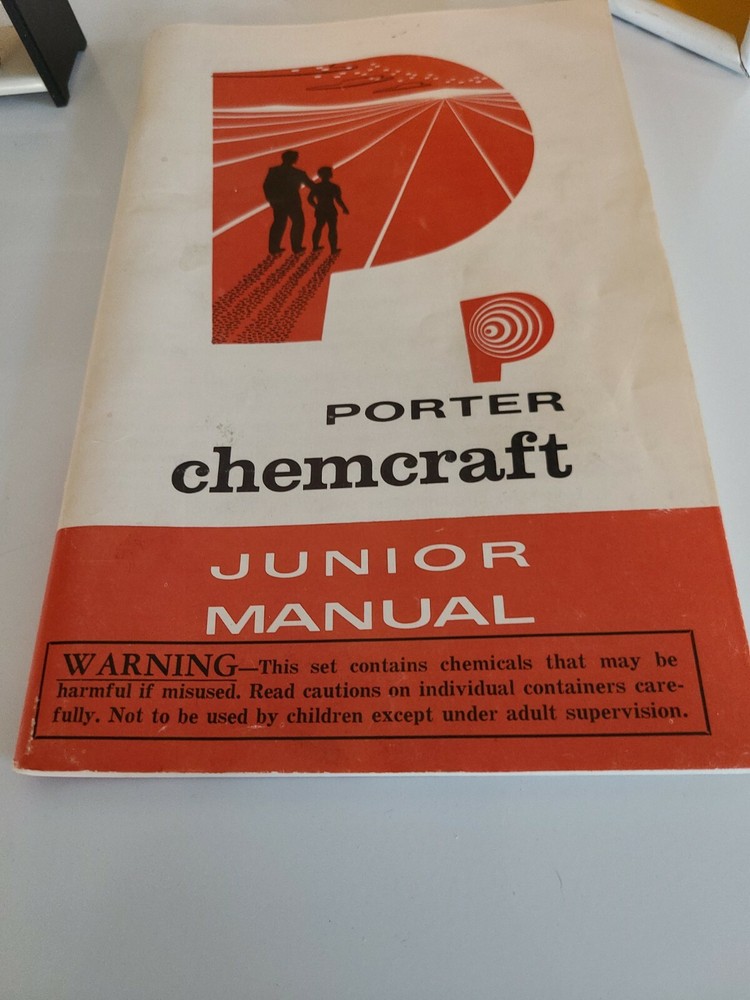 PORTER
chemcraft
JUNIOR
MANUAL
WARNING—This set contains chemicals that may be
harmful if misused. Read cautions on individual containers care-
fully. Not to be used by children except under adult supervision.